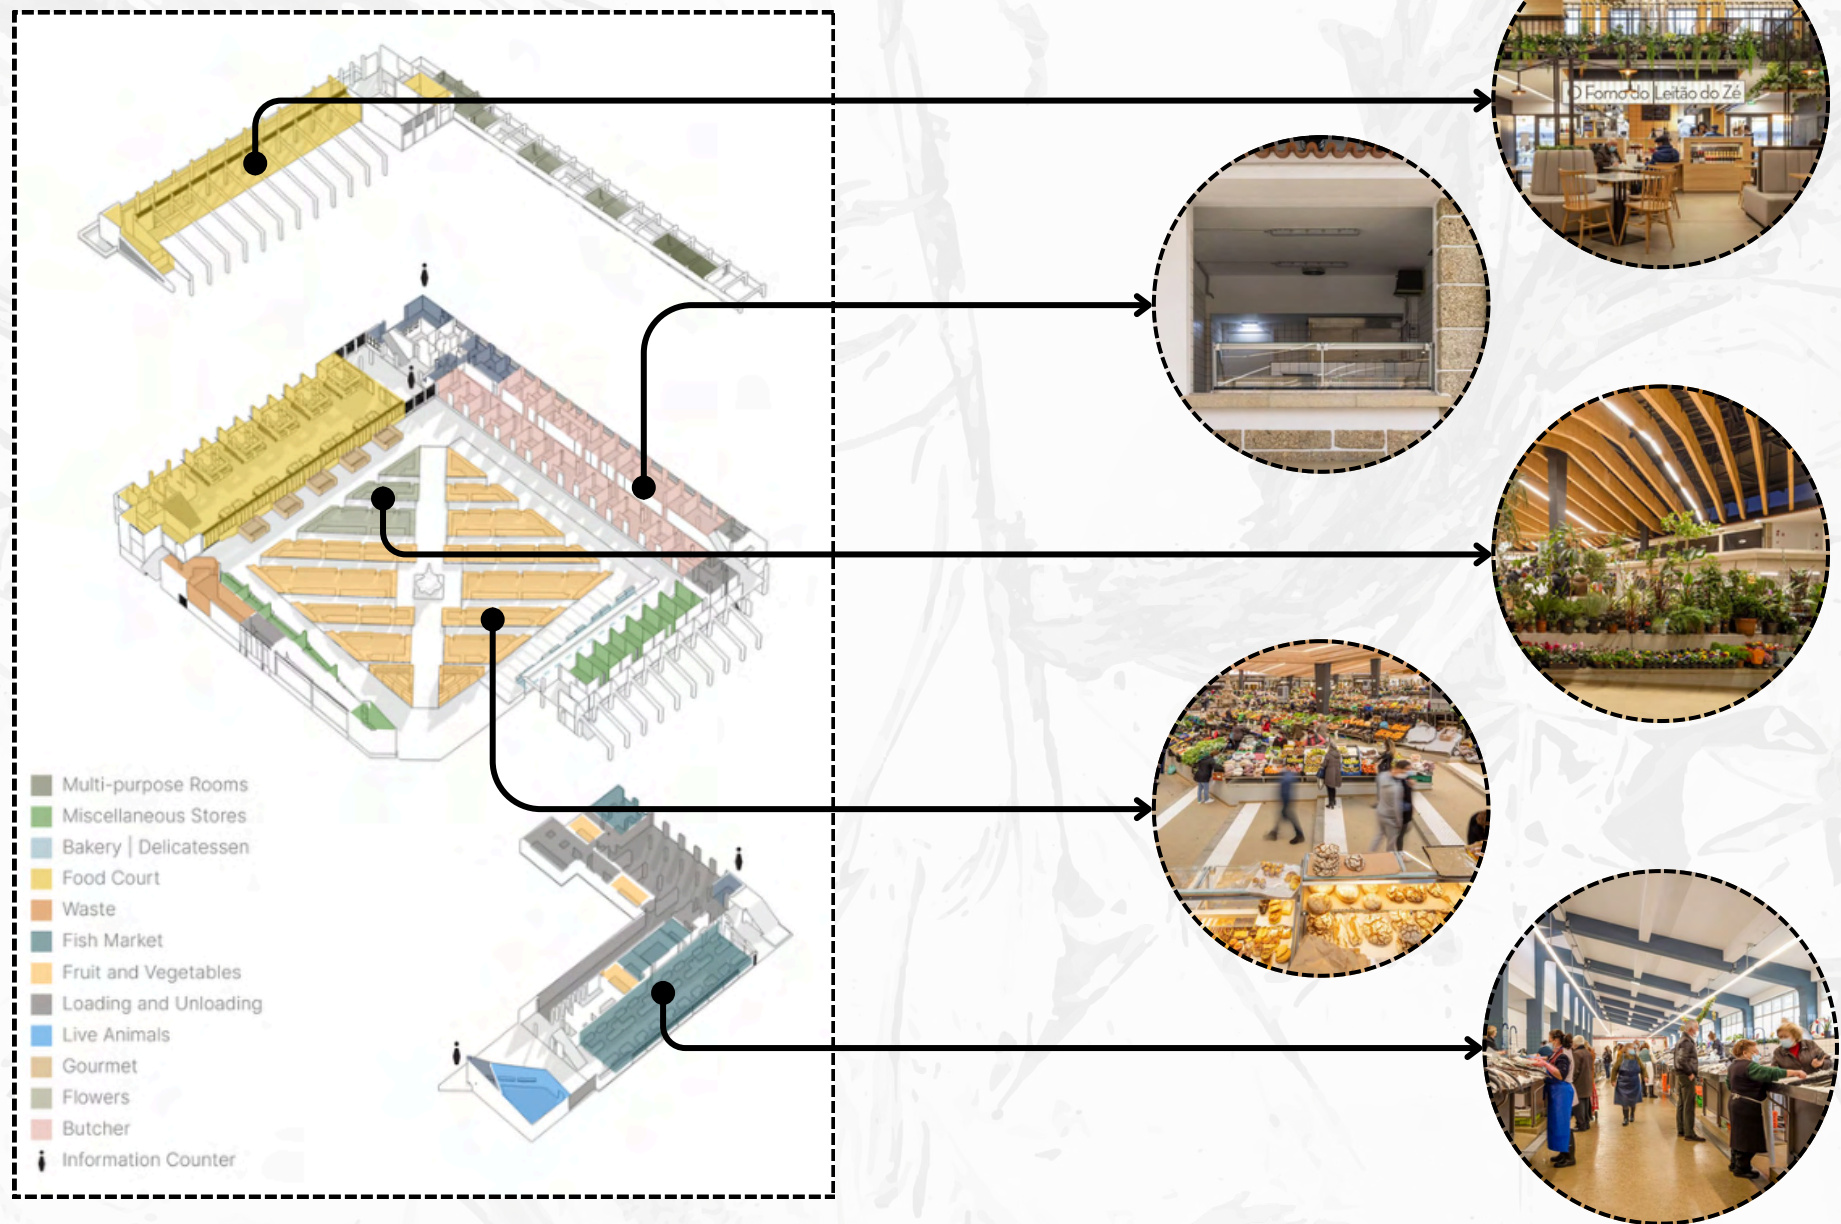 O Forno do Leitão do Zé
Multi-purpose Rooms
Miscellaneous Stores
Bakery | Delicatessen
Food Court
Waste
Fish Market
Fruit and Vegetables
Loading and Unloading
Live Animals
Gourmet
Flowers
Butcher
Information Counter